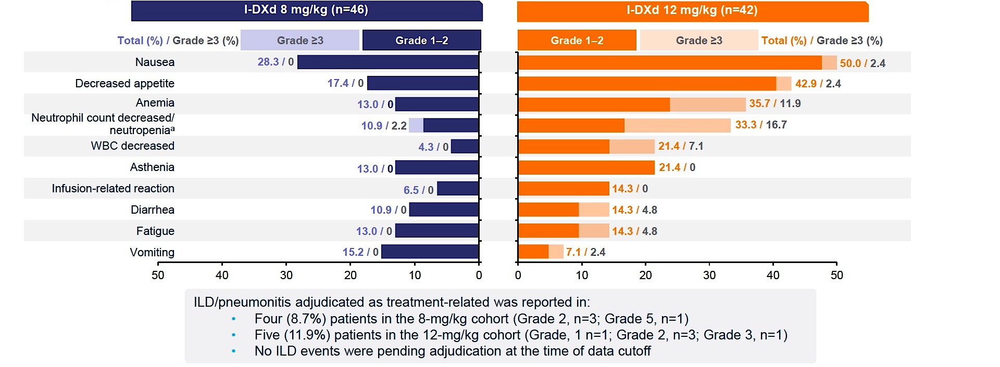 I-DXd 8 mg/kg (n=46)
I-DXd 12 mg/kg (n=42)
Total (%) / Grade ≥3 (%)
Grade ≥3
Grade 1–2
Grade 1–2
Grade ≥3
Total (%) / Grade ≥3 (%)
Nausea
28.3 / 0
50.0 / 2.4
Decreased appetite
17.4 / 0
42.9 / 2.4
Anemia
13.0 / 0
35.7 / 11.9
Neutrophil count decreased/
neutropeniaᵃ
10.9 / 2.2
33.3 / 16.7
WBC decreased
4.3 / 0
21.4 / 7.1
Asthenia
13.0 / 0
21.4 / 0
Infusion-related reaction
6.5 / 0
14.3 / 0
Diarrhea
10.9 / 0
14.3 / 4.8
Fatigue
13.0 / 0
14.3 / 4.8
Vomiting
15.2 / 0
7.1 / 2.4
50 40 30 20 10 0
0 10 20 30 40 50
ILD/pneumonitis adjudicated as treatment-related was reported in:
• Four (8.7%) patients in the 8-mg/kg cohort (Grade 2, n=3; Grade 5, n=1)
• Five (11.9%) patients in the 12-mg/kg cohort (Grade, 1 n=1; Grade 2, n=3; Grade 3, n=1)
• No ILD events were pending adjudication at the time of data cutoff